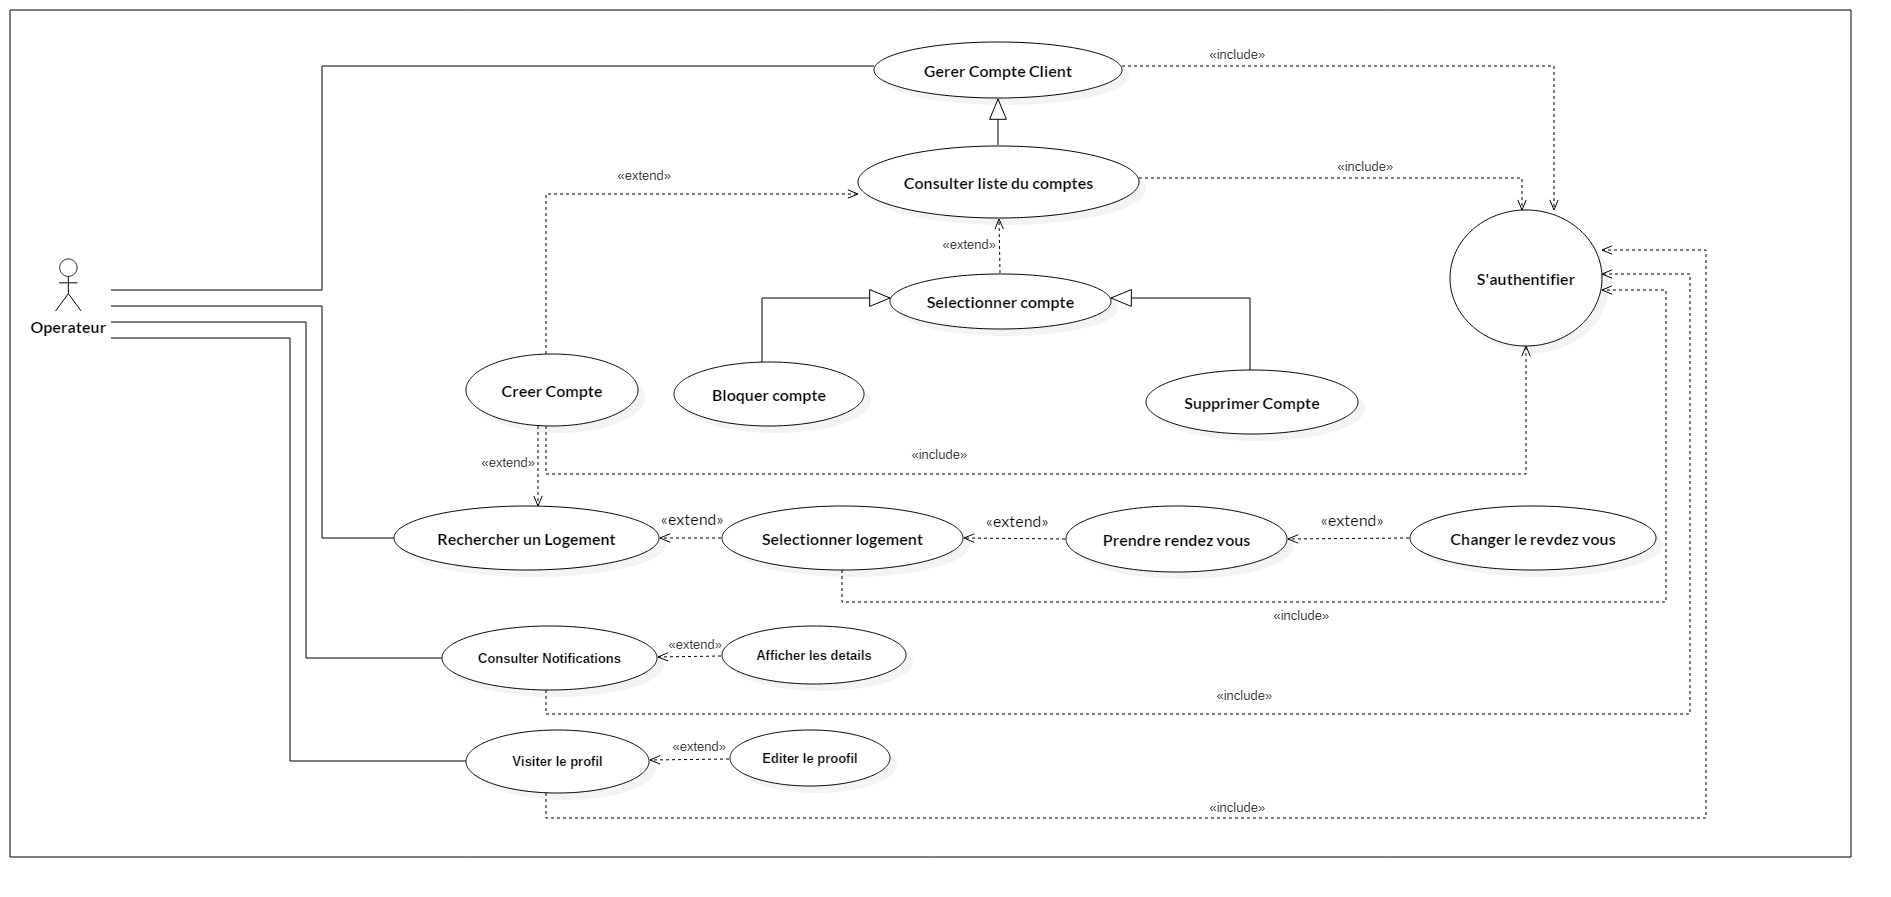 «include»
Gerer Compte Client
«include»
«extend»
Consulter liste du comptes
«extend»
S'authentifier
Selectionner compte
Operateur
Creer Compte
Bloquer compte
Supprimer Compte
«include»
«extend»
«extend»
«extend»
«extend»
Rechercher un Logement
Selectionner logement
Prendre rendez vous
Changer le revdez vous
«include»
«extend»
Consulter Notifications
Afficher les details
«include»
«extend»
Visiter le profil
Editer le proofil
«include»